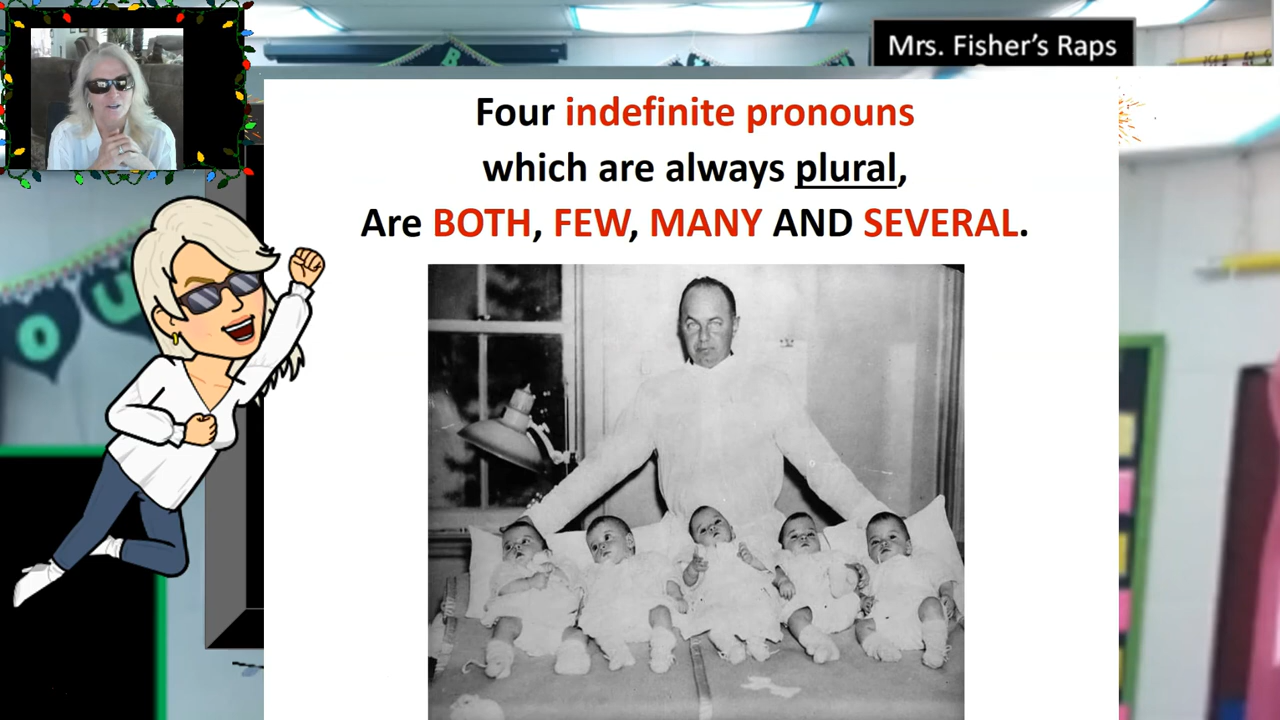 Mrs. Fisher's Raps
Four indefinite pronouns
which are always plural,
Are BOTH, FEW, MANY AND SEVERAL.
O U